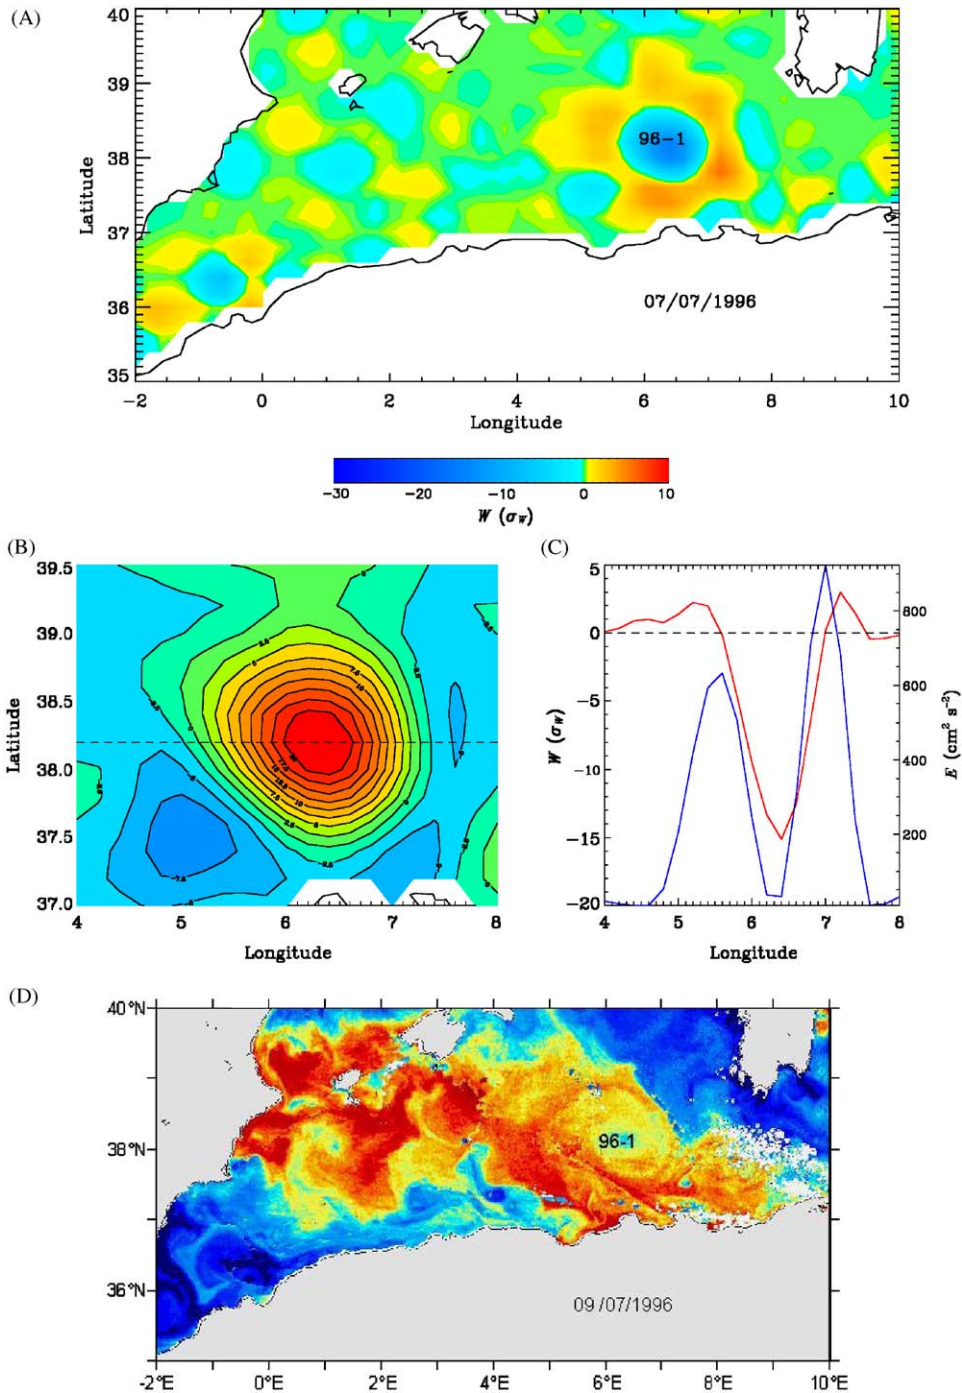 (A)
40
39
38
37
36
35
Latitude
96-1
07/07/1996
-2 0 2 4 6 8 10
Longitude
-30 -20 -10 0 10
W (σW)
(B)
39.5
39.0
38.5
38.0
37.5
37.0
Latitude
4 5 6 7 8
Longitude
(C)
5
0
-5
-10
-15
-20
W (σW)
800
600
400
200
E (cm² s⁻²)
4 5 6 7 8
Longitude
(D)
40°N
38°N
36°N
96-1
09/07/1996
-2°E 0°E 2°E 4°E 6°E 8°E 10°E